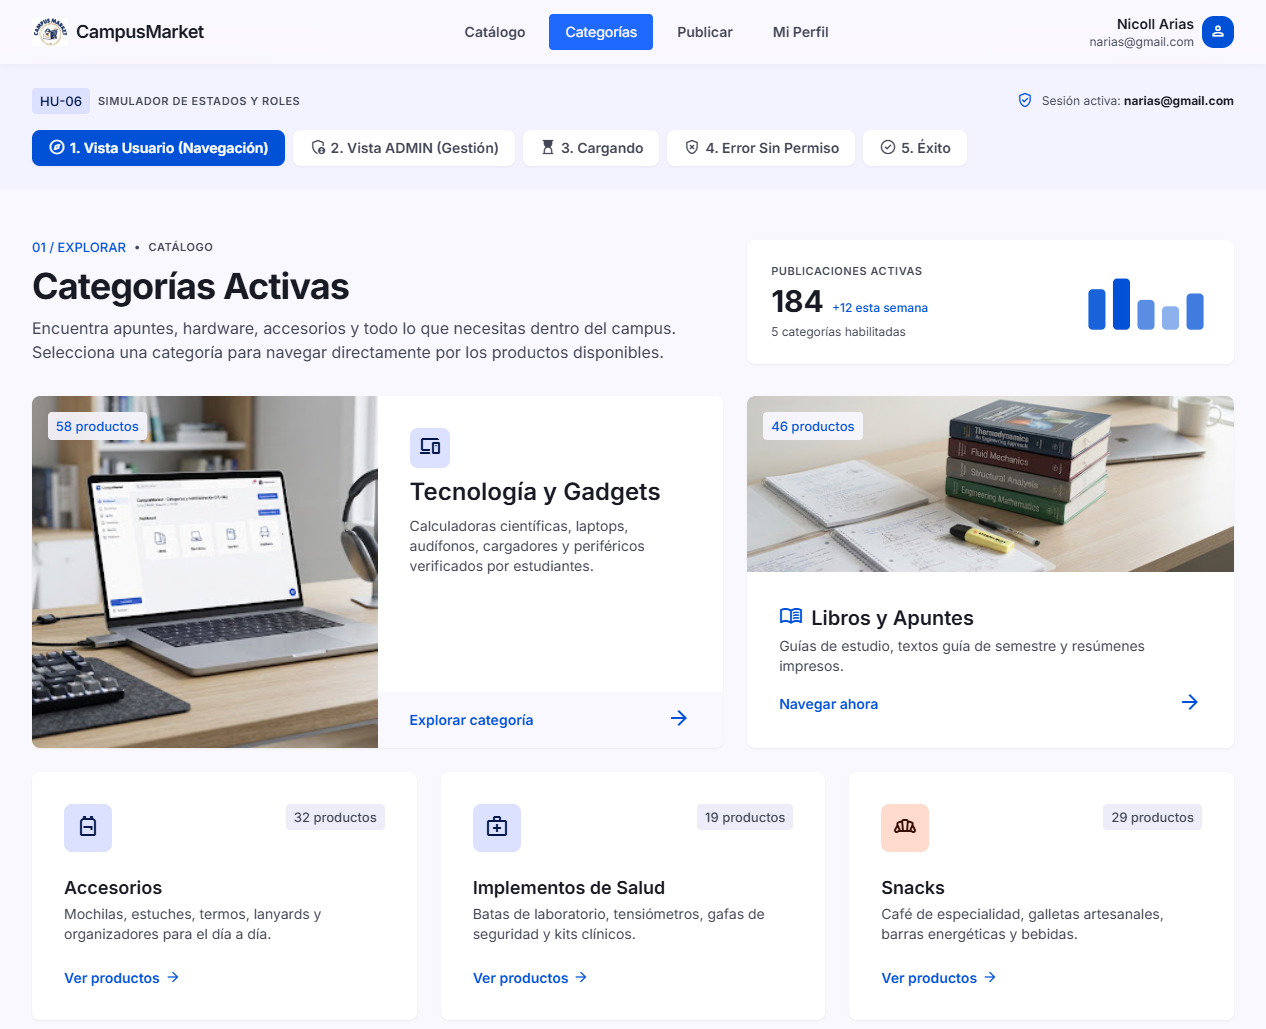 CAMPUS MARKET
CampusMarket
Catálogo
Categorías
Publicar
Mi Perfil
Nicoll Arias
narias@gmail.com
HU-06
SIMULADOR DE ESTADOS Y ROLES
Sesión activa: narias@gmail.com
1. Vista Usuario (Navegación)
2. Vista ADMIN (Gestión)
3. Cargando
4. Error Sin Permiso
5. Éxito
01 / EXPLORAR • CATÁLOGO
Categorías Activas
Encuentra apuntes, hardware, accesorios y todo lo que necesitas dentro del campus.
Selecciona una categoría para navegar directamente por los productos disponibles.
PUBLICACIONES ACTIVAS
184 +12 esta semana
5 categorías habilitadas
58 productos
Tecnología y Gadgets
Calculadoras científicas, laptops,
audífonos, cargadores y periféricos
verificados por estudiantes.
Explorar categoría
46 productos
Thermodynamics
An Engineering Approach
Fluid Mechanics
Structural Analysis
Engineering Mathematics
Libros y Apuntes
Guías de estudio, textos guía de semestre y resúmenes
impresos.
Navegar ahora
32 productos
Accesorios
Mochilas, estuches, termos, lanyards y
organizadores para el día a día.
Ver productos
19 productos
Implementos de Salud
Batas de laboratorio, tensiómetros, gafas de
seguridad y kits clínicos.
Ver productos
29 productos
Snacks
Café de especialidad, galletas artesanales,
barras energéticas y bebidas.
Ver productos